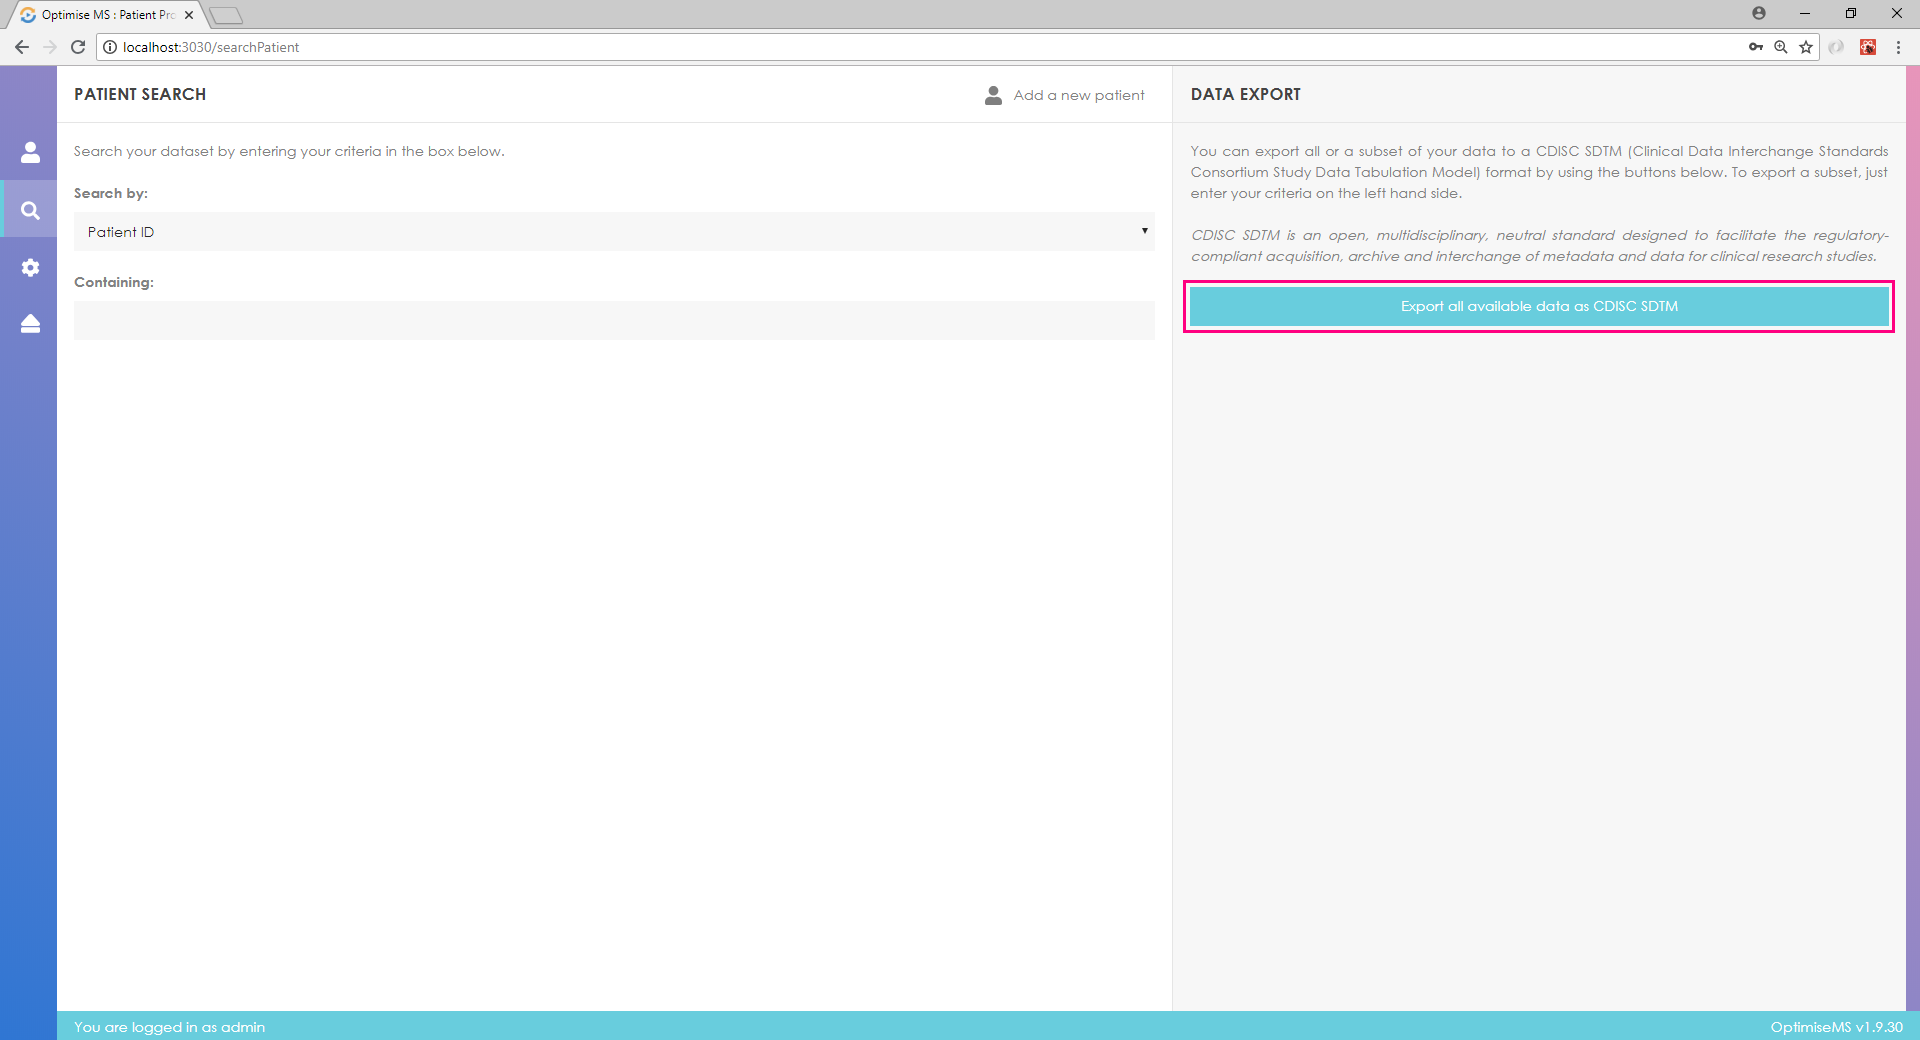 Optimise MS : Patient Pro
localhost:3030/searchPatient
PATIENT SEARCH
Add a new patient
Search your dataset by entering your criteria in the box below.
Search by:
Patient ID
Containing:
DATA EXPORT
You can export all or a subset of your data to a CDISC SDTM (Clinical Data Interchange Standards
Consortium Study Data Tabulation Model) format by using the buttons below. To export a subset, just
enter your criteria on the left hand side.
CDISC SDTM is an open, multidisciplinary, neutral standard designed to facilitate the regulatory-
compliant acquisition, archive and interchange of metadata and data for clinical research studies.
Export all available data as CDISC SDTM
You are logged in as admin
OptimiseMS v1.9.30